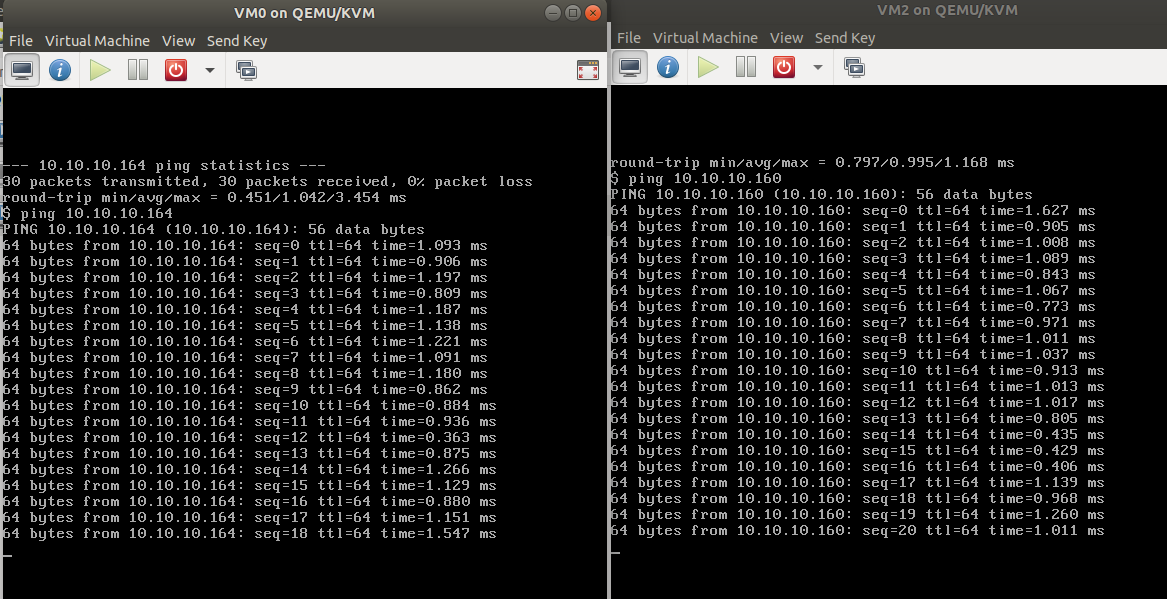 VM0 on QEMU/KVM
File Virtual Machine View Send Key
--- 10.10.10.164 ping statistics ---
30 packets transmitted, 30 packets received, 0% packet loss
round-trip min/avg/max = 0.451/1.042/3.454 ms
$ ping 10.10.10.164
PING 10.10.10.164 (10.10.10.164): 56 data bytes
64 bytes from 10.10.10.164: seq=0 ttl=64 time=1.093 ms
64 bytes from 10.10.10.164: seq=1 ttl=64 time=0.906 ms
64 bytes from 10.10.10.164: seq=2 ttl=64 time=1.197 ms
64 bytes from 10.10.10.164: seq=3 ttl=64 time=0.809 ms
64 bytes from 10.10.10.164: seq=4 ttl=64 time=1.187 ms
64 bytes from 10.10.10.164: seq=5 ttl=64 time=1.138 ms
64 bytes from 10.10.10.164: seq=6 ttl=64 time=1.221 ms
64 bytes from 10.10.10.164: seq=7 ttl=64 time=1.091 ms
64 bytes from 10.10.10.164: seq=8 ttl=64 time=1.180 ms
64 bytes from 10.10.10.164: seq=9 ttl=64 time=0.862 ms
64 bytes from 10.10.10.164: seq=10 ttl=64 time=0.884 ms
64 bytes from 10.10.10.164: seq=11 ttl=64 time=0.936 ms
64 bytes from 10.10.10.164: seq=12 ttl=64 time=0.363 ms
64 bytes from 10.10.10.164: seq=13 ttl=64 time=0.875 ms
64 bytes from 10.10.10.164: seq=14 ttl=64 time=1.266 ms
64 bytes from 10.10.10.164: seq=15 ttl=64 time=1.129 ms
64 bytes from 10.10.10.164: seq=16 ttl=64 time=0.880 ms
64 bytes from 10.10.10.164: seq=17 ttl=64 time=1.151 ms
64 bytes from 10.10.10.164: seq=18 ttl=64 time=1.547 ms
VM2 on QEMU/KVM
File Virtual Machine View Send Key
round-trip min/avg/max = 0.797/0.995/1.168 ms
$ ping 10.10.10.160
PING 10.10.10.160 (10.10.10.160): 56 data bytes
64 bytes from 10.10.10.160: seq=0 ttl=64 time=1.627 ms
64 bytes from 10.10.10.160: seq=1 ttl=64 time=0.905 ms
64 bytes from 10.10.10.160: seq=2 ttl=64 time=1.008 ms
64 bytes from 10.10.10.160: seq=3 ttl=64 time=1.089 ms
64 bytes from 10.10.10.160: seq=4 ttl=64 time=0.843 ms
64 bytes from 10.10.10.160: seq=5 ttl=64 time=1.067 ms
64 bytes from 10.10.10.160: seq=6 ttl=64 time=0.773 ms
64 bytes from 10.10.10.160: seq=7 ttl=64 time=0.971 ms
64 bytes from 10.10.10.160: seq=8 ttl=64 time=1.011 ms
64 bytes from 10.10.10.160: seq=9 ttl=64 time=1.037 ms
64 bytes from 10.10.10.160: seq=10 ttl=64 time=0.913 ms
64 bytes from 10.10.10.160: seq=11 ttl=64 time=1.013 ms
64 bytes from 10.10.10.160: seq=12 ttl=64 time=1.017 ms
64 bytes from 10.10.10.160: seq=13 ttl=64 time=0.805 ms
64 bytes from 10.10.10.160: seq=14 ttl=64 time=0.435 ms
64 bytes from 10.10.10.160: seq=15 ttl=64 time=0.429 ms
64 bytes from 10.10.10.160: seq=16 ttl=64 time=0.406 ms
64 bytes from 10.10.10.160: seq=17 ttl=64 time=1.139 ms
64 bytes from 10.10.10.160: seq=18 ttl=64 time=0.968 ms
64 bytes from 10.10.10.160: seq=19 ttl=64 time=1.260 ms
64 bytes from 10.10.10.160: seq=20 ttl=64 time=1.011 ms